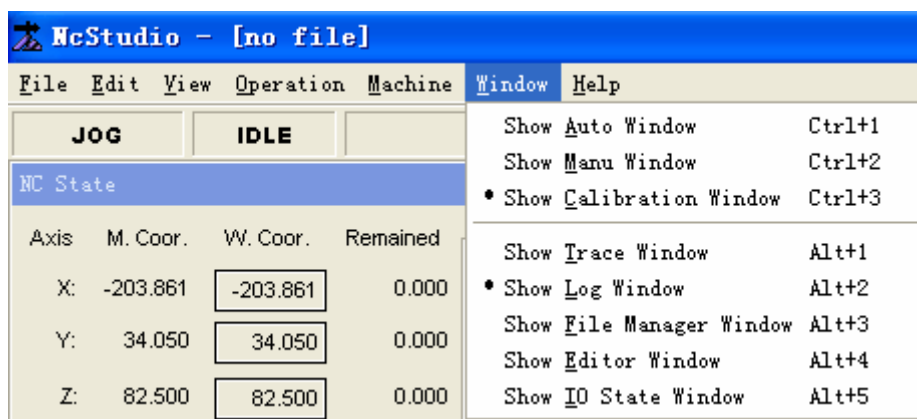 NcStudio - [no file]
File Edit View Operation Machine Window Help
JOG IDLE
NC State
Axis M. Coor. W. Coor. Remained
X: -203.861 -203.861 0.000
Y: 34.050 34.050 0.000
Z: 82.500 82.500 0.000
Show Auto Window Ctrl+1
Show Manu Window Ctrl+2
• Show Calibration Window Ctrl+3
Show Trace Window Alt+1
• Show Log Window Alt+2
Show File Manager Window Alt+3
Show Editor Window Alt+4
Show IO State Window Alt+5